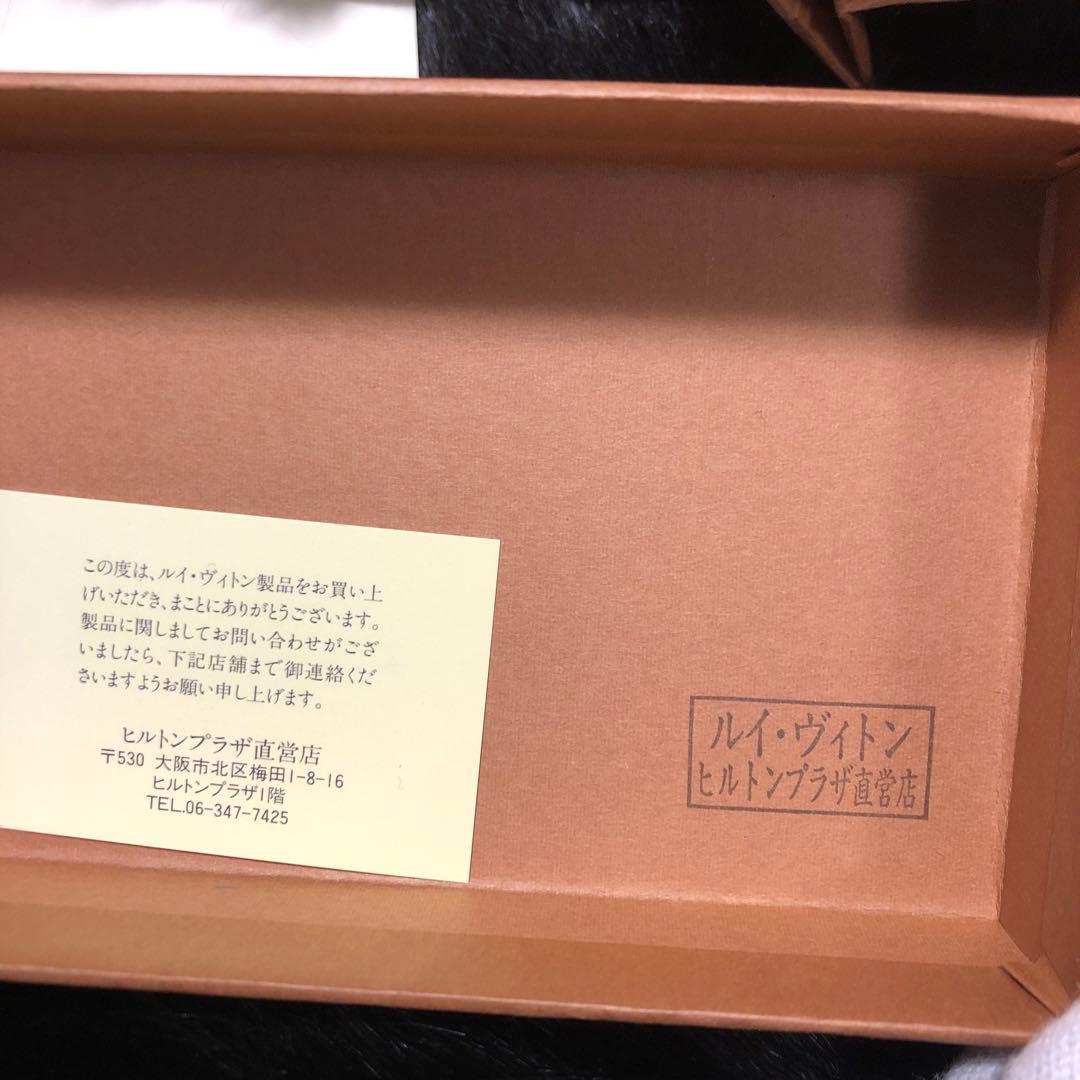 この度は、ルイ・ヴィトン製品をお買い上
げいただき、まことにありがとうございます。
製品に関しましてお問い合わせがござ
いましたら、下記店舗まで御連絡くだ
さいますようお願い申し上げます。
ヒルトンプラザ直営店
〒530 大阪市北区梅田1-8-16
ヒルトンプラザ1階
TEL.06-347-7425
ルイ・ヴィトン
ヒルトンプラザ直営店